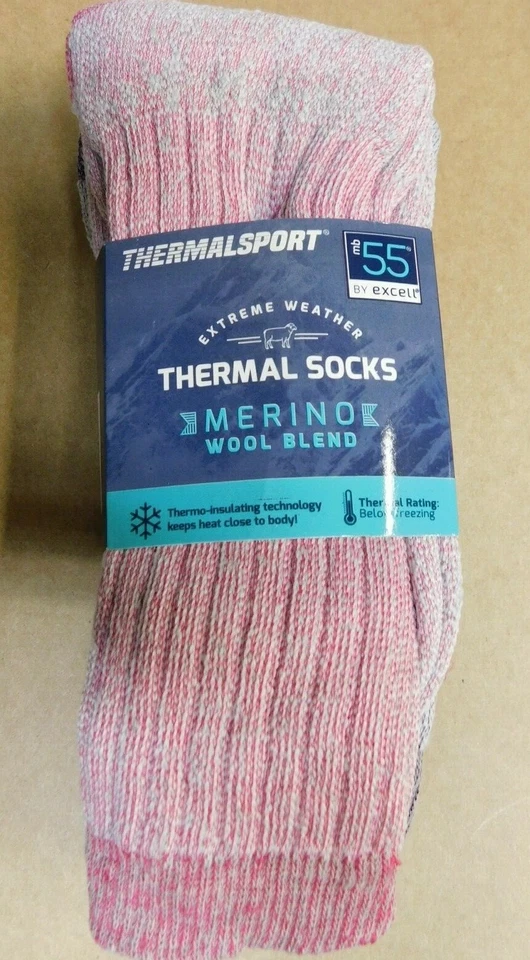 THERMALSPORT®
mb 55°
BY excell®
EXTREME WEATHER
THERMAL SOCKS
MERINO
WOOL BLEND
Thermo-insulating technology
keeps heat close to body!
Thermal Rating:
Below Freezing